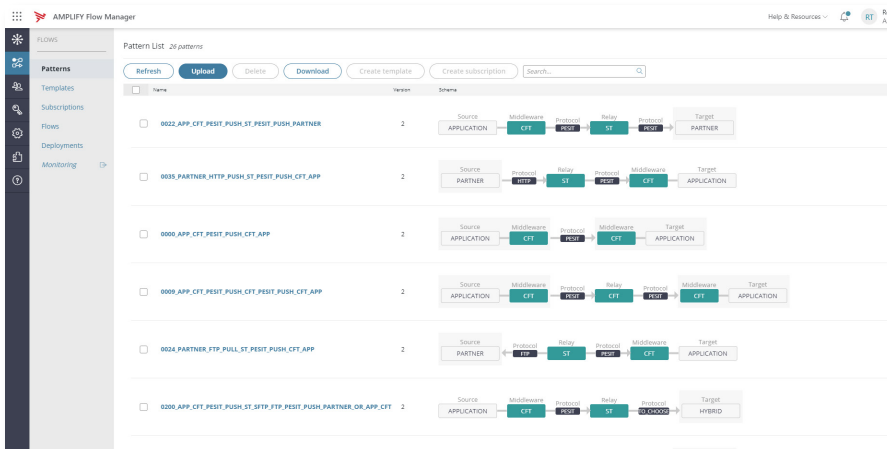 AMPLIFY Flow Manager
Help & Resources
RT
FLOWS
Patterns
Templates
Subscriptions
Flows
Deployments
Monitoring
Pattern List 26 patterns
Refresh Upload Delete Download Create template Create subscription Search...
Name Version Schema
0022_APP_CFT_PESIT_PUSH_ST_PESIT_PUSH_PARTNER 2
Source Middleware Protocol Relay Protocol Target
APPLICATION CFT PESIT ST PESIT PARTNER
0035_PARTNER_HTTP_PUSH_ST_PESIT_PUSH_CFT_APP 2
Source Protocol Relay Protocol Middleware Target
PARTNER HTTP ST PESIT CFT APPLICATION
0000_APP_CFT_PESIT_PUSH_CFT_APP 2
Source Middleware Protocol Middleware Target
APPLICATION CFT PESIT CFT APPLICATION
0009_APP_CFT_PESIT_PUSH_CFT_PESIT_PUSH_CFT_APP 2
Source Middleware Protocol Relay Protocol Middleware Target
APPLICATION CFT PESIT CFT PESIT CFT APPLICATION
0024_PARTNER_FTP_PULL_ST_PESIT_PUSH_CFT_APP 2
Source Protocol Relay Protocol Middleware Target
PARTNER FTP ST PESIT CFT APPLICATION
0200_APP_CFT_PESIT_PUSH_ST_SFTP_FTP_PESIT_PUSH_PARTNER_OR_APP_CFT 2
Source Middleware Protocol Relay Protocol Target
APPLICATION CFT PESIT ST TO_CHOOSE HYBRID